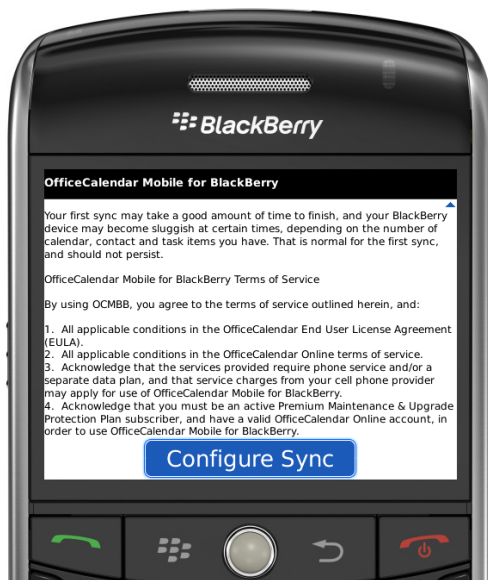 BlackBerry
OfficeCalendar Mobile for BlackBerry
Your first sync may take a good amount of time to finish, and your BlackBerry
device may become sluggish at certain times, depending on the number of
calendar, contact and task items you have. That is normal for the first sync,
and should not persist.
OfficeCalendar Mobile for BlackBerry Terms of Service
By using OCMBB, you agree to the terms of service outlined herein, and:
1. All applicable conditions in the OfficeCalendar End User License Agreement
(EULA).
2. All applicable conditions in the OfficeCalendar Online terms of service.
3. Acknowledge that the services provided require phone service and/or a
separate data plan, and that service charges from your cell phone provider
may apply for use of OfficeCalendar Mobile for BlackBerry.
4. Acknowledge that you must be an active Premium Maintenance & Upgrade
Protection Plan subscriber, and have a valid OfficeCalendar Online account, in
order to use OfficeCalendar Mobile for BlackBerry.
Configure Sync